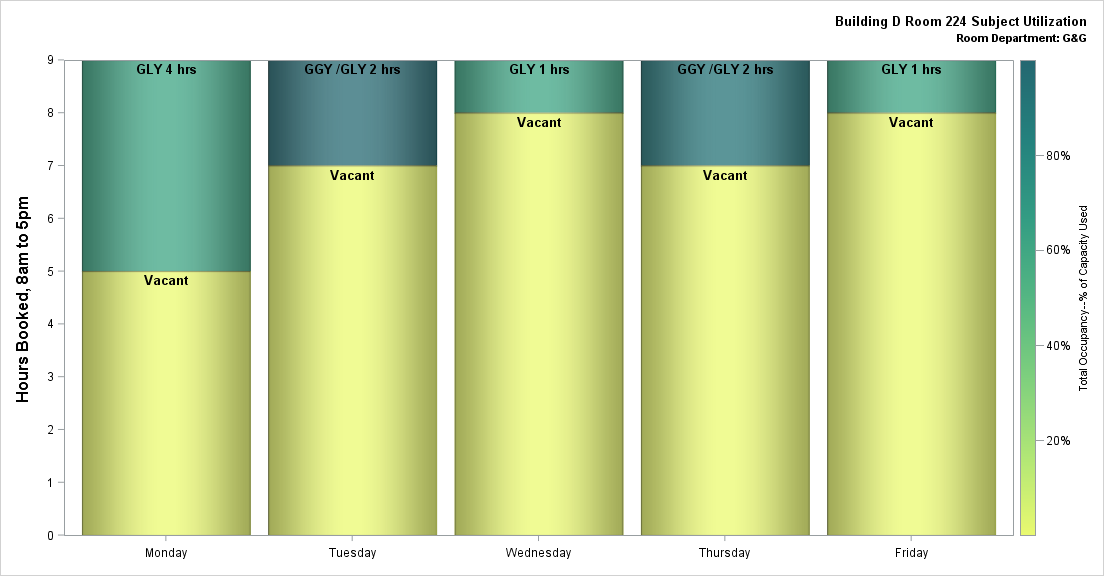 Building D Room 224 Subject Utilization
Room Department: G&G
Hours Booked, 8am to 5pm
9
8
7
6
5
4
3
2
1
0
GLY 4 hrs
Vacant
GGY /GLY 2 hrs
Vacant
GLY 1 hrs
Vacant
GGY /GLY 2 hrs
Vacant
GLY 1 hrs
Vacant
Monday
Tuesday
Wednesday
Thursday
Friday
80%
60%
40%
20%
Total Occupancy--% of Capacity Used